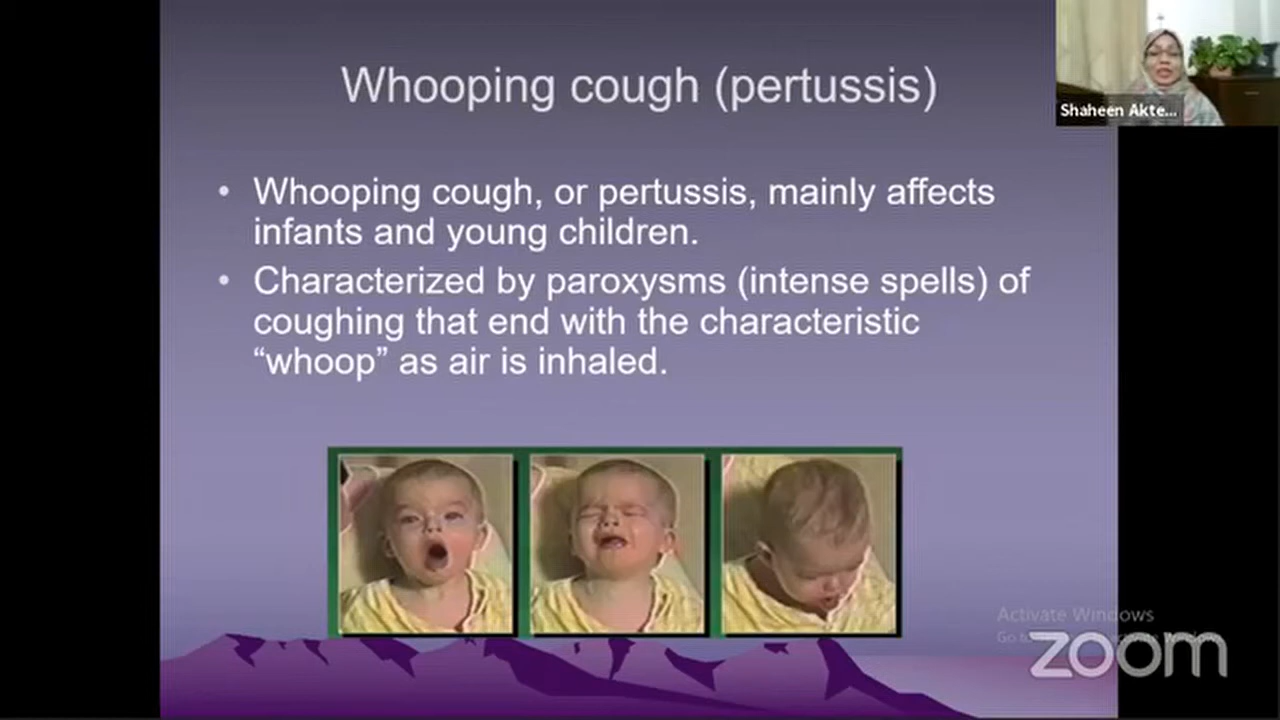 Whooping cough (pertussis)
Shaheen Akte...
• Whooping cough, or pertussis, mainly affects
infants and young children.
• Characterized by paroxysms (intense spells) of
coughing that end with the characteristic
“whoop” as air is inhaled.
Activate Windows
zoom